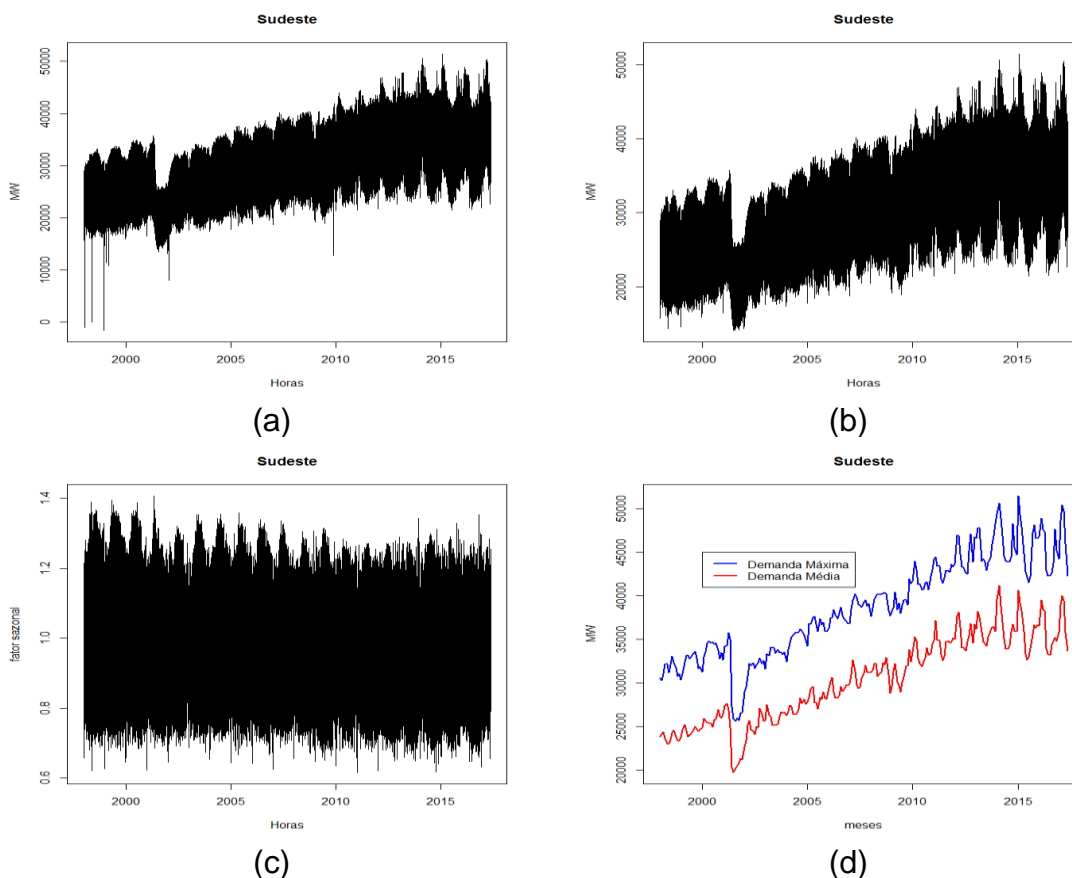 Sudeste
MW
50000
40000
30000
20000
10000
0
2000 2005 2010 2015
Horas
(a)
Sudeste
MW
50000
40000
30000
20000
2000 2005 2010 2015
Horas
(b)
Sudeste
fator sazonal
1.4
1.2
1.0
0.8
0.6
2000 2005 2010 2015
Horas
(c)
Sudeste
MW
50000
45000
40000
35000
30000
25000
20000
Demanda Máxima
Demanda Média
2000 2005 2010 2015
meses
(d)